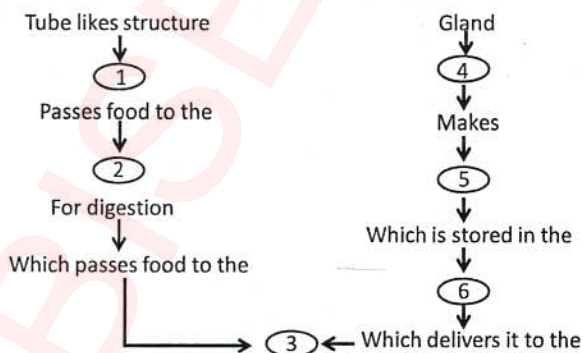 Tube likes structure
1
Passes food to the
2
For digestion
Which passes food to the
Gland
4
Makes
5
Which is stored in the
6
Which delivers it to the
3
BISE